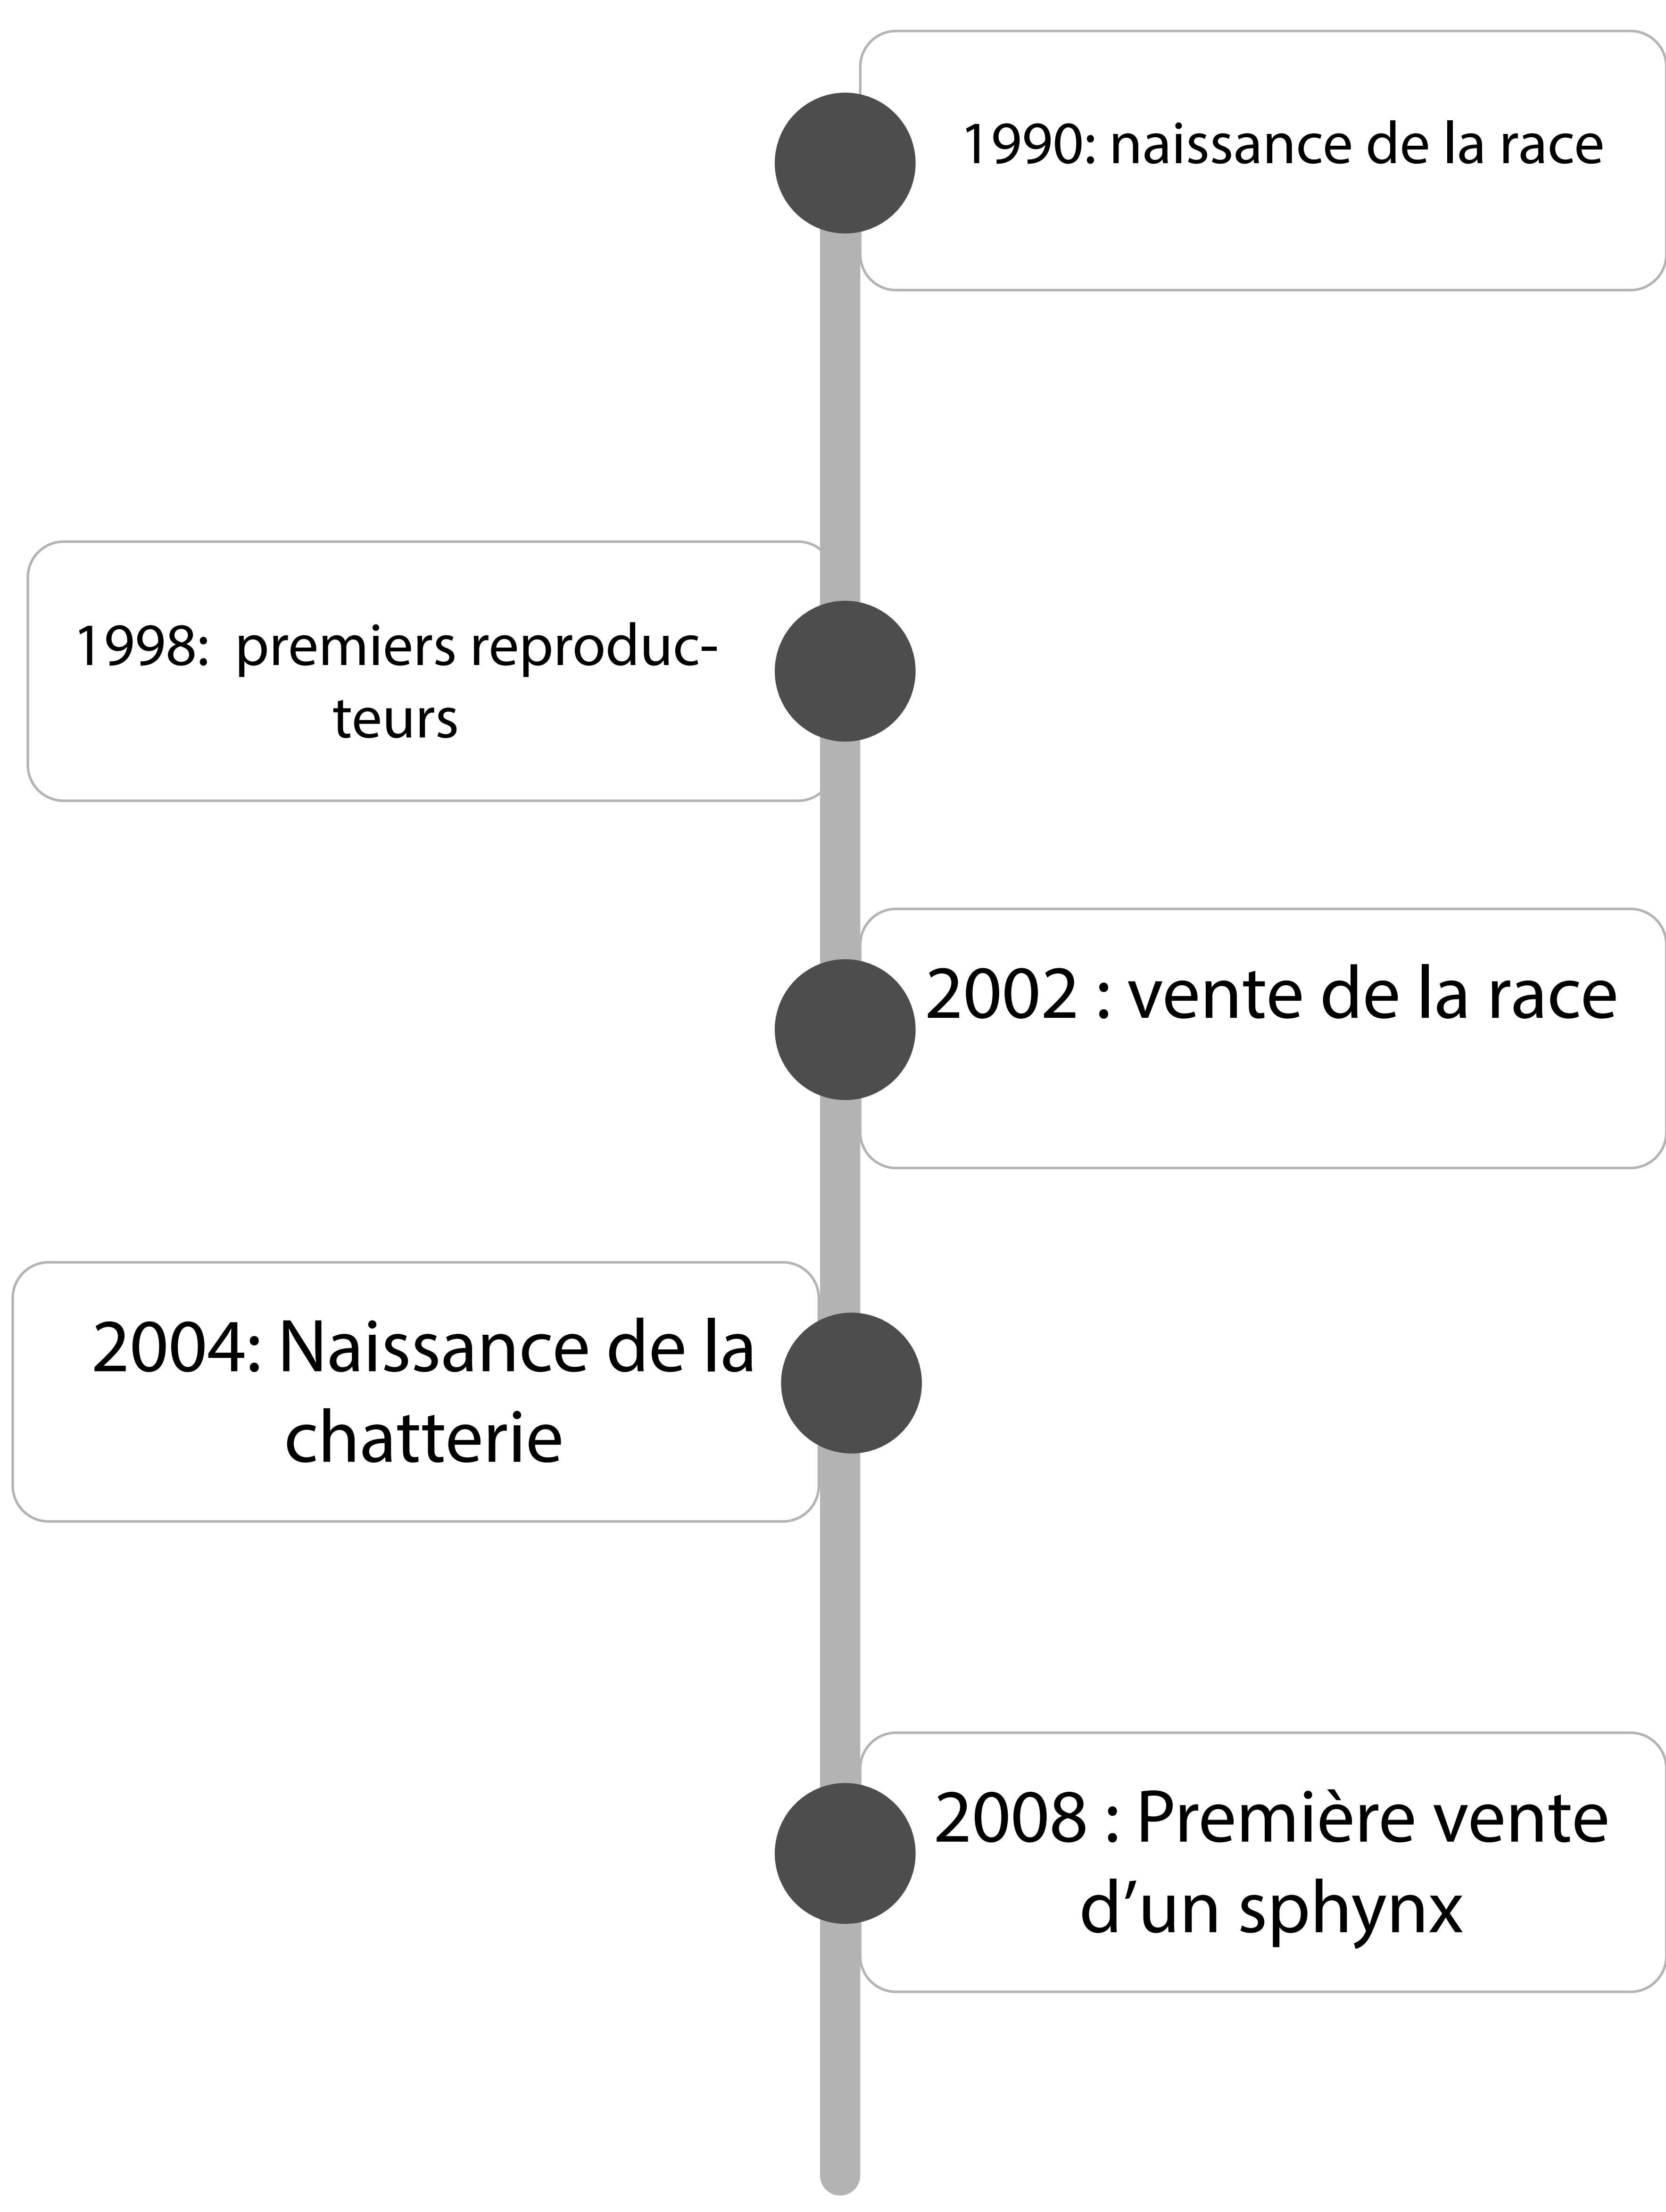 1990: naissance de la race
1998:  premiers reproduc-
teurs
2002 : vente de la race
2004: Naissance de la
chatterie
2008 : Première vente
d’un sphynx